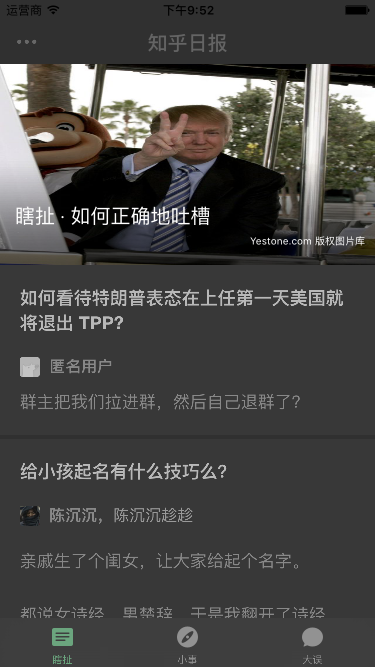 运营商 下午9:52
知乎日报
瞎扯 · 如何正确地吐槽
Yestone.com 版权图片库
如何看待特朗普表态在上任第一天美国就
将退出 TPP?
匿名用户
群主把我们拉进群，然后自己退群了？
给小孩起名有什么技巧么?
陈沉沉，陈沉沉趁趁
亲戚生了个闺女，让大家给起个名字。
都说女诗经，男楚辞，于是我翻开了诗经
瞎扯 小事 大误